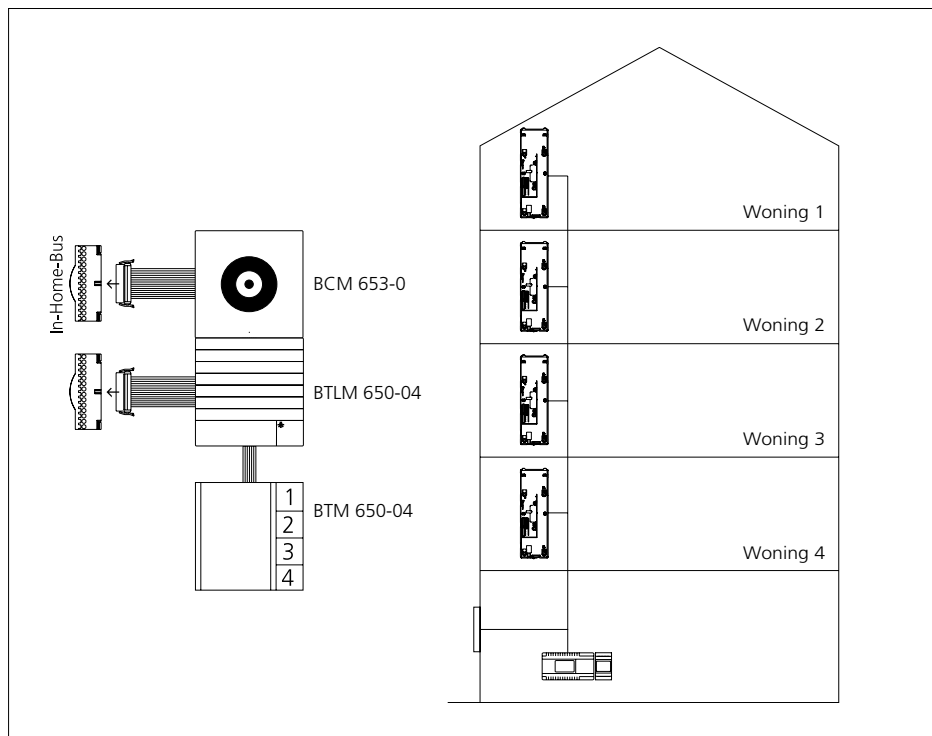 In-Home-Bus
BCM 653-0
BTLM 650-04
BTM 650-04
1
2
3
4
Woning 1
Woning 2
Woning 3
Woning 4